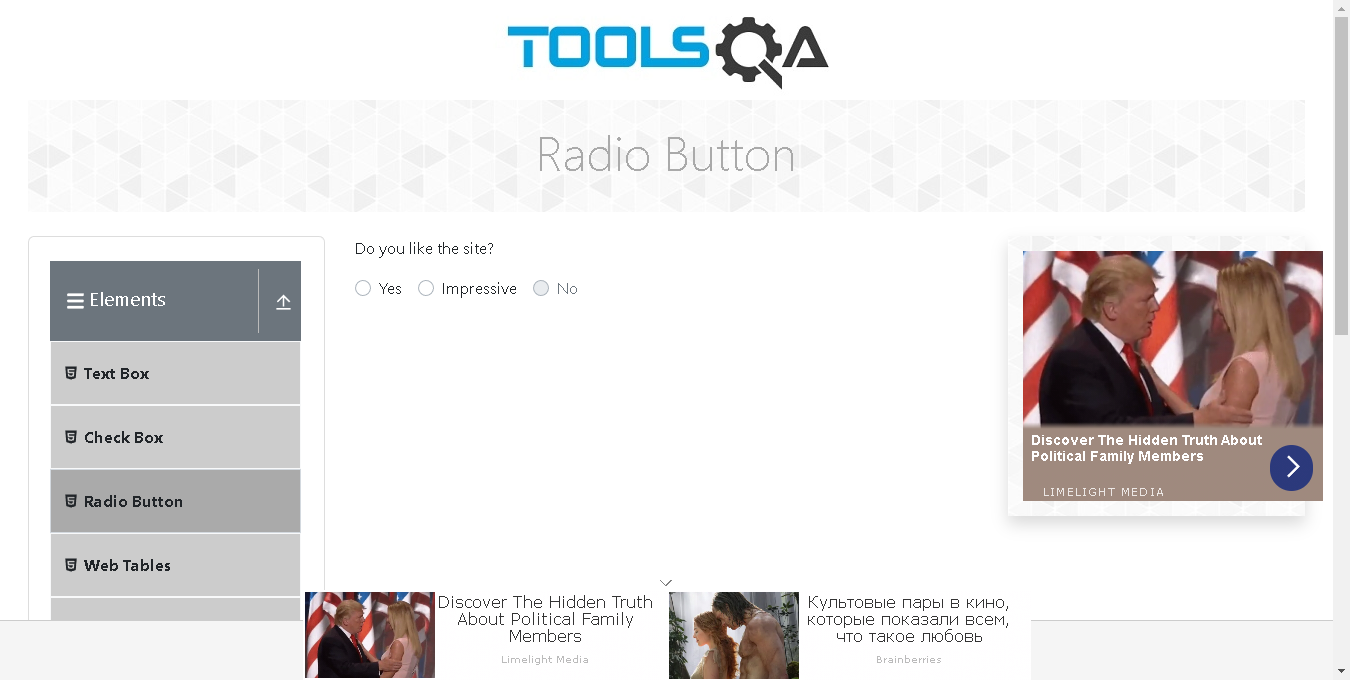 TOOLSQA
Radio Button
Elements
Text Box
Check Box
Radio Button
Web Tables
Do you like the site?
Yes
Impressive
No
Discover The Hidden Truth About
Political Family Members
LIMELIGHT MEDIA
Discover The Hidden Truth
About Political Family
Members
Limelight Media
Культовые пары в кино,
которые показали всем,
что такое любовь
Brainberries